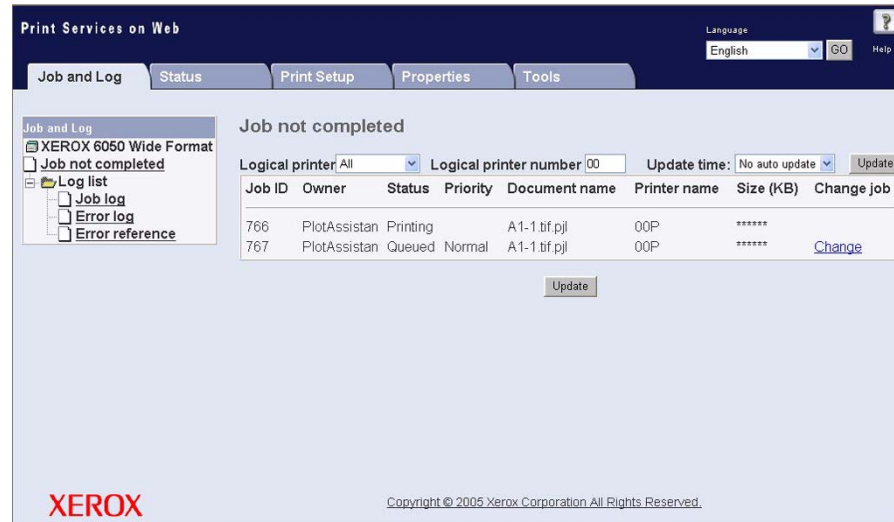 Print Services on Web
Language
English GO Help
Job and Log Status Print Setup Properties Tools
Job and Log
XEROX 6050 Wide Format
Job not completed
Log list
Job log
Error log
Error reference
Job not completed
Logical printer All Logical printer number 00 Update time: No auto update Update
Job ID Owner Status Priority Document name Printer name Size (KB) Change job
766 PlotAssistan Printing A1-1.tif.pjl 00P ******
767 PlotAssistan Queued Normal A1-1.tif.pjl 00P ****** Change
Update
XEROX
Copyright © 2005 Xerox Corporation All Rights Reserved.